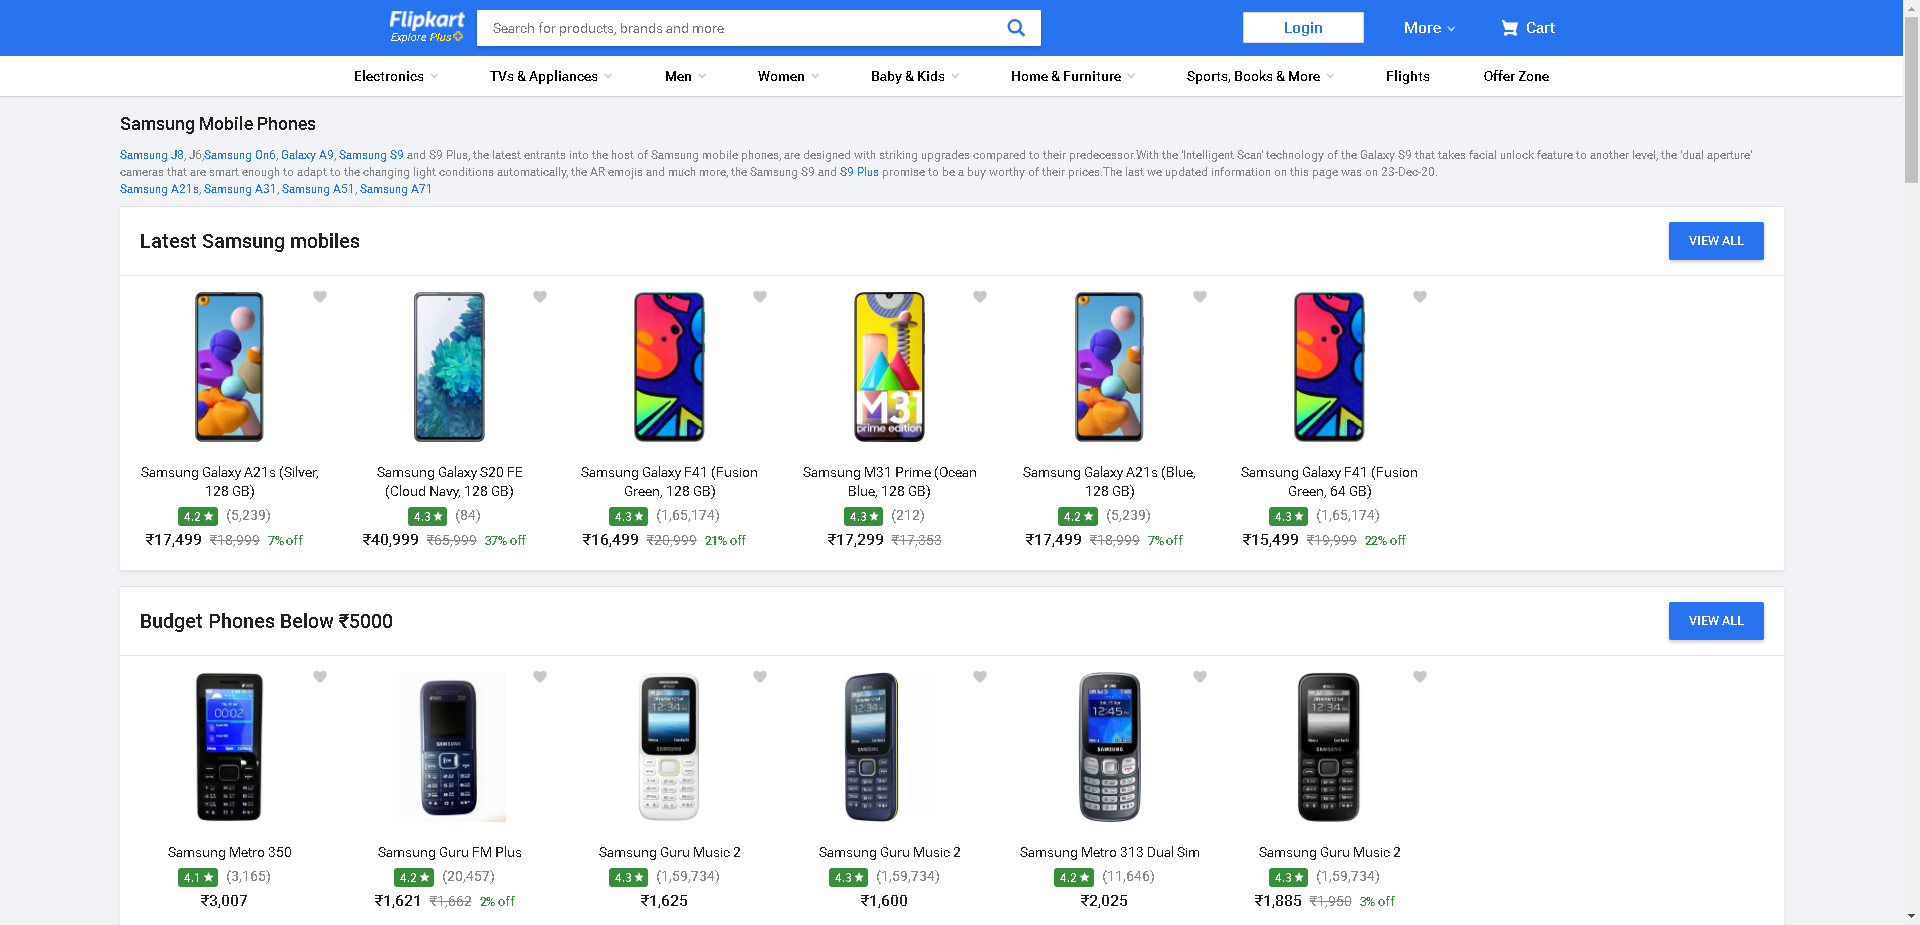 Flipkart
Explore Plus
Search for products, brands and more
Login
More
Cart
Electronics
TVs & Appliances
Men
Women
Baby & Kids
Home & Furniture
Sports, Books & More
Flights
Offer Zone
Samsung Mobile Phones
Samsung J8, J6,Samsung On6, Galaxy A9, Samsung S9 and S9 Plus, the latest entrants into the host of Samsung mobile phones, are designed with striking upgrades compared to their predecessor.With the 'Intelligent Scan' technology of the Galaxy S9 that takes facial unlock feature to another level, the 'dual aperture'
cameras that are smart enough to adapt to the changing light conditions automatically, the AR emojis and much more, the Samsung S9 and S9 Plus promise to be a buy worthy of their prices.The last we updated information on this page was on 23-Dec-20.
Samsung A21s, Samsung A31, Samsung A51, Samsung A71
Latest Samsung mobiles
VIEW ALL
M31
prime edition
Samsung Galaxy A21s (Silver,
128 GB)
4.2★ (5,239)
₹17,499 ₹18,999 7% off
Samsung Galaxy S20 FE
(Cloud Navy, 128 GB)
4.3★ (84)
₹40,999 ₹65,999 37% off
Samsung Galaxy F41 (Fusion
Green, 128 GB)
4.3★ (1,65,174)
₹16,499 ₹20,999 21% off
Samsung M31 Prime (Ocean
Blue, 128 GB)
4.3★ (212)
₹17,299 ₹17,353
Samsung Galaxy A21s (Blue,
128 GB)
4.2★ (5,239)
₹17,499 ₹18,999 7% off
Samsung Galaxy F41 (Fusion
Green, 64 GB)
4.3★ (1,65,174)
₹15,499 ₹19,999 22% off
Budget Phones Below ₹5000
VIEW ALL
00:02
SAMSUNG
12:34
SAMSUNG
12:34
SAMSUNG
12:45
SAMSUNG
12:34
SAMSUNG
Samsung Metro 350
4.1★ (3,165)
₹3,007
Samsung Guru FM Plus
4.2★ (20,457)
₹1,621 ₹1,662 2% off
Samsung Guru Music 2
4.3★ (1,59,734)
₹1,625
Samsung Guru Music 2
4.3★ (1,59,734)
₹1,600
Samsung Metro 313 Dual Sim
4.2★ (11,646)
₹2,025
Samsung Guru Music 2
4.3★ (1,59,734)
₹1,885 ₹1,950 3% off